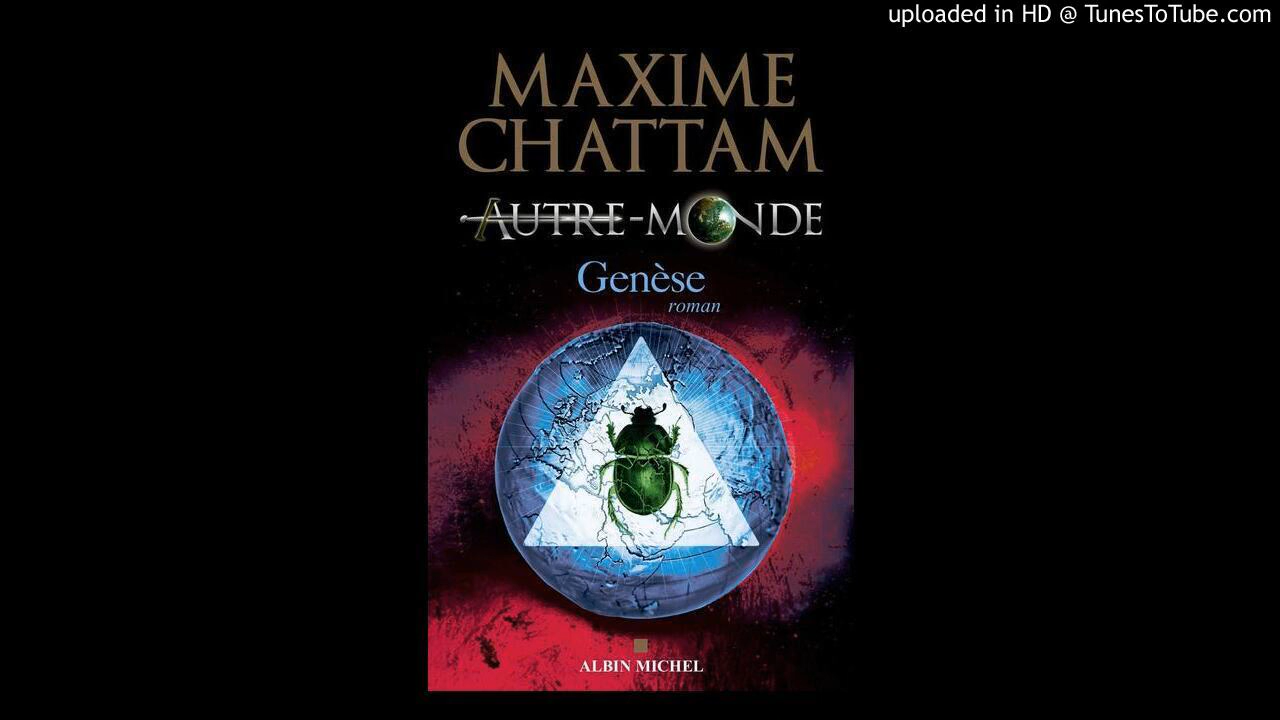 uploaded in HD @ TunesToTube.com
MAXIME
CHATTAM
AUTRE-MONDE
Genèse
roman
ALBIN MICHEL